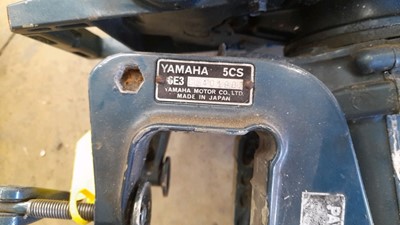 YAMAHA 5CS
6E3
YAMAHA MOTOR CO., LTD.
MADE IN JAPAN